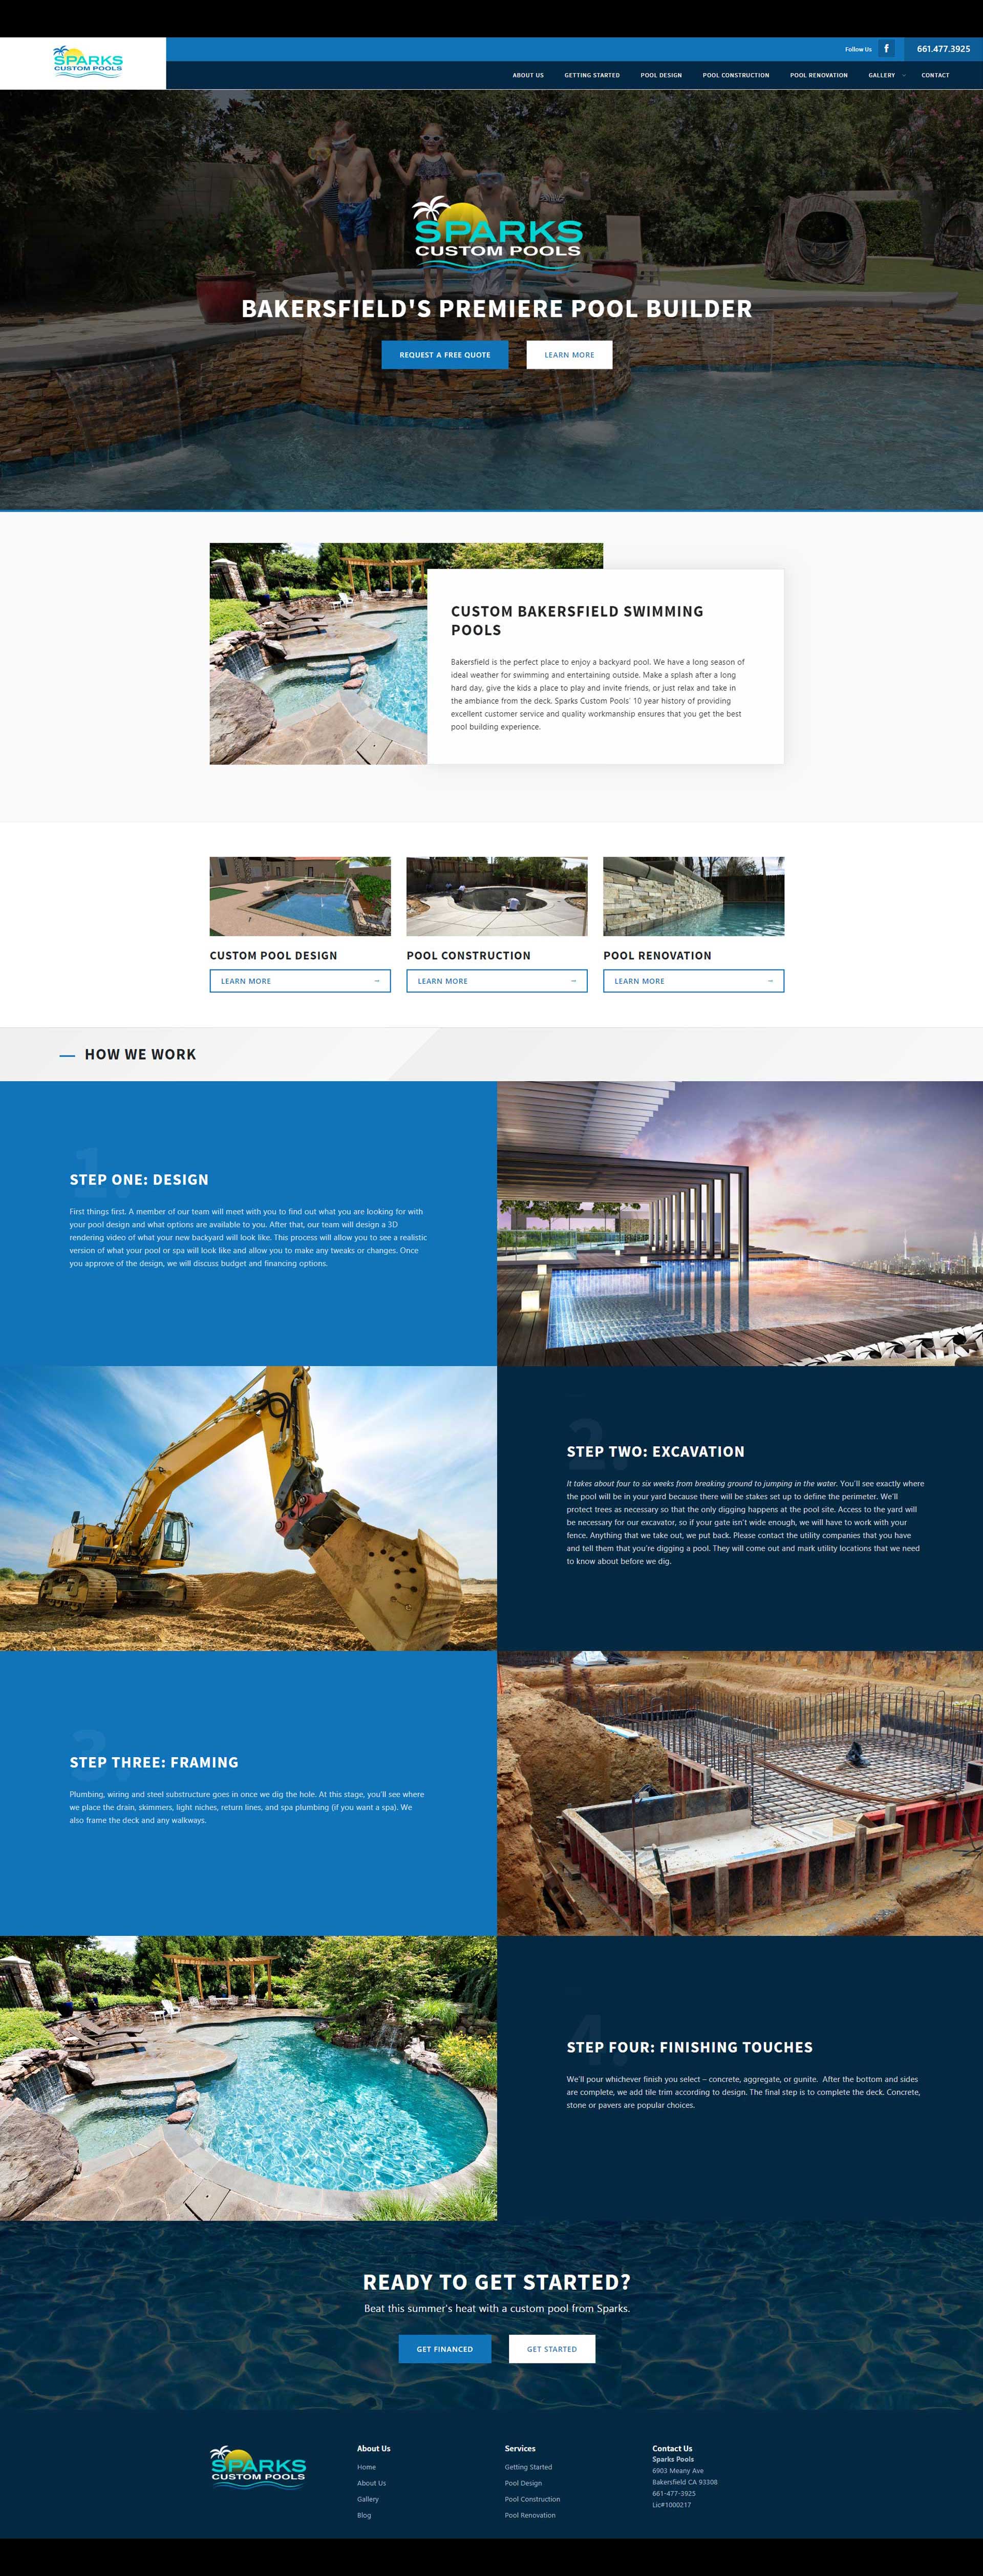 SPARKS
CUSTOM POOLS
Follow Us
f
661.477.3925
ABOUT US
GETTING STARTED
POOL DESIGN
POOL CONSTRUCTION
POOL RENOVATION
GALLERY
CONTACT
SPARKS
CUSTOM POOLS
BAKERSFIELD'S PREMIERE POOL BUILDER
REQUEST A FREE QUOTE
LEARN MORE
CUSTOM BAKERSFIELD SWIMMING
POOLS
Bakersfield is the perfect place to enjoy a backyard pool. We have a long season of
ideal weather for swimming and entertaining outside. Make a splash after a long
hard day, give the kids a place to play and invite friends, or just relax and take in
the ambiance from the deck. Sparks Custom Pools' 10 year history of providing
excellent customer service and quality workmanship ensures that you get the best
pool building experience.
CUSTOM POOL DESIGN
LEARN MORE →
POOL CONSTRUCTION
LEARN MORE →
POOL RENOVATION
LEARN MORE →
HOW WE WORK
1.
STEP ONE: DESIGN
First things first. A member of our team will meet with you to find out what you are looking for with
your pool design and what options are available to you. After that, our team will design a 3D
rendering video of what your new backyard will look like. This process will allow you to see a realistic
version of what your pool or spa will look like and allow you to make any tweaks or changes. Once
you approve of the design, we will discuss budget and financing options.
2.
STEP TWO: EXCAVATION
It takes about four to six weeks from breaking ground to jumping in the water. You'll see exactly where
the pool will be in your yard because there will be stakes set up to define the perimeter. We'll
protect trees as necessary so that the only digging happens at the pool site. Access to the yard will
be necessary for our excavator, so if your gate isn't wide enough, we will have to work with your
fence. Anything that we take out, we put back. Please contact the utility companies that you have
and tell them that you're digging a pool. They will come out and mark utility locations that we need
to know about before we dig.
3.
STEP THREE: FRAMING
Plumbing, wiring and steel substructure goes in once we dig the hole. At this stage, you'll see where
we place the drain, skimmers, light niches, return lines, and spa plumbing (if you want a spa). We
also frame the deck and any walkways.
4.
STEP FOUR: FINISHING TOUCHES
We'll pour whichever finish you select – concrete, aggregate, or gunite. After the bottom and sides
are complete, we add tile trim according to design. The final step is to complete the deck. Concrete,
stone or pavers are popular choices.
READY TO GET STARTED?
Beat this summer's heat with a custom pool from Sparks.
GET FINANCED
GET STARTED
SPARKS
CUSTOM POOLS
About Us
Home
About Us
Gallery
Blog
Services
Getting Started
Pool Design
Pool Construction
Pool Renovation
Contact Us
Sparks Pools
6903 Meany Ave
Bakersfield CA 93308
661-477-3925
Lic#1000217